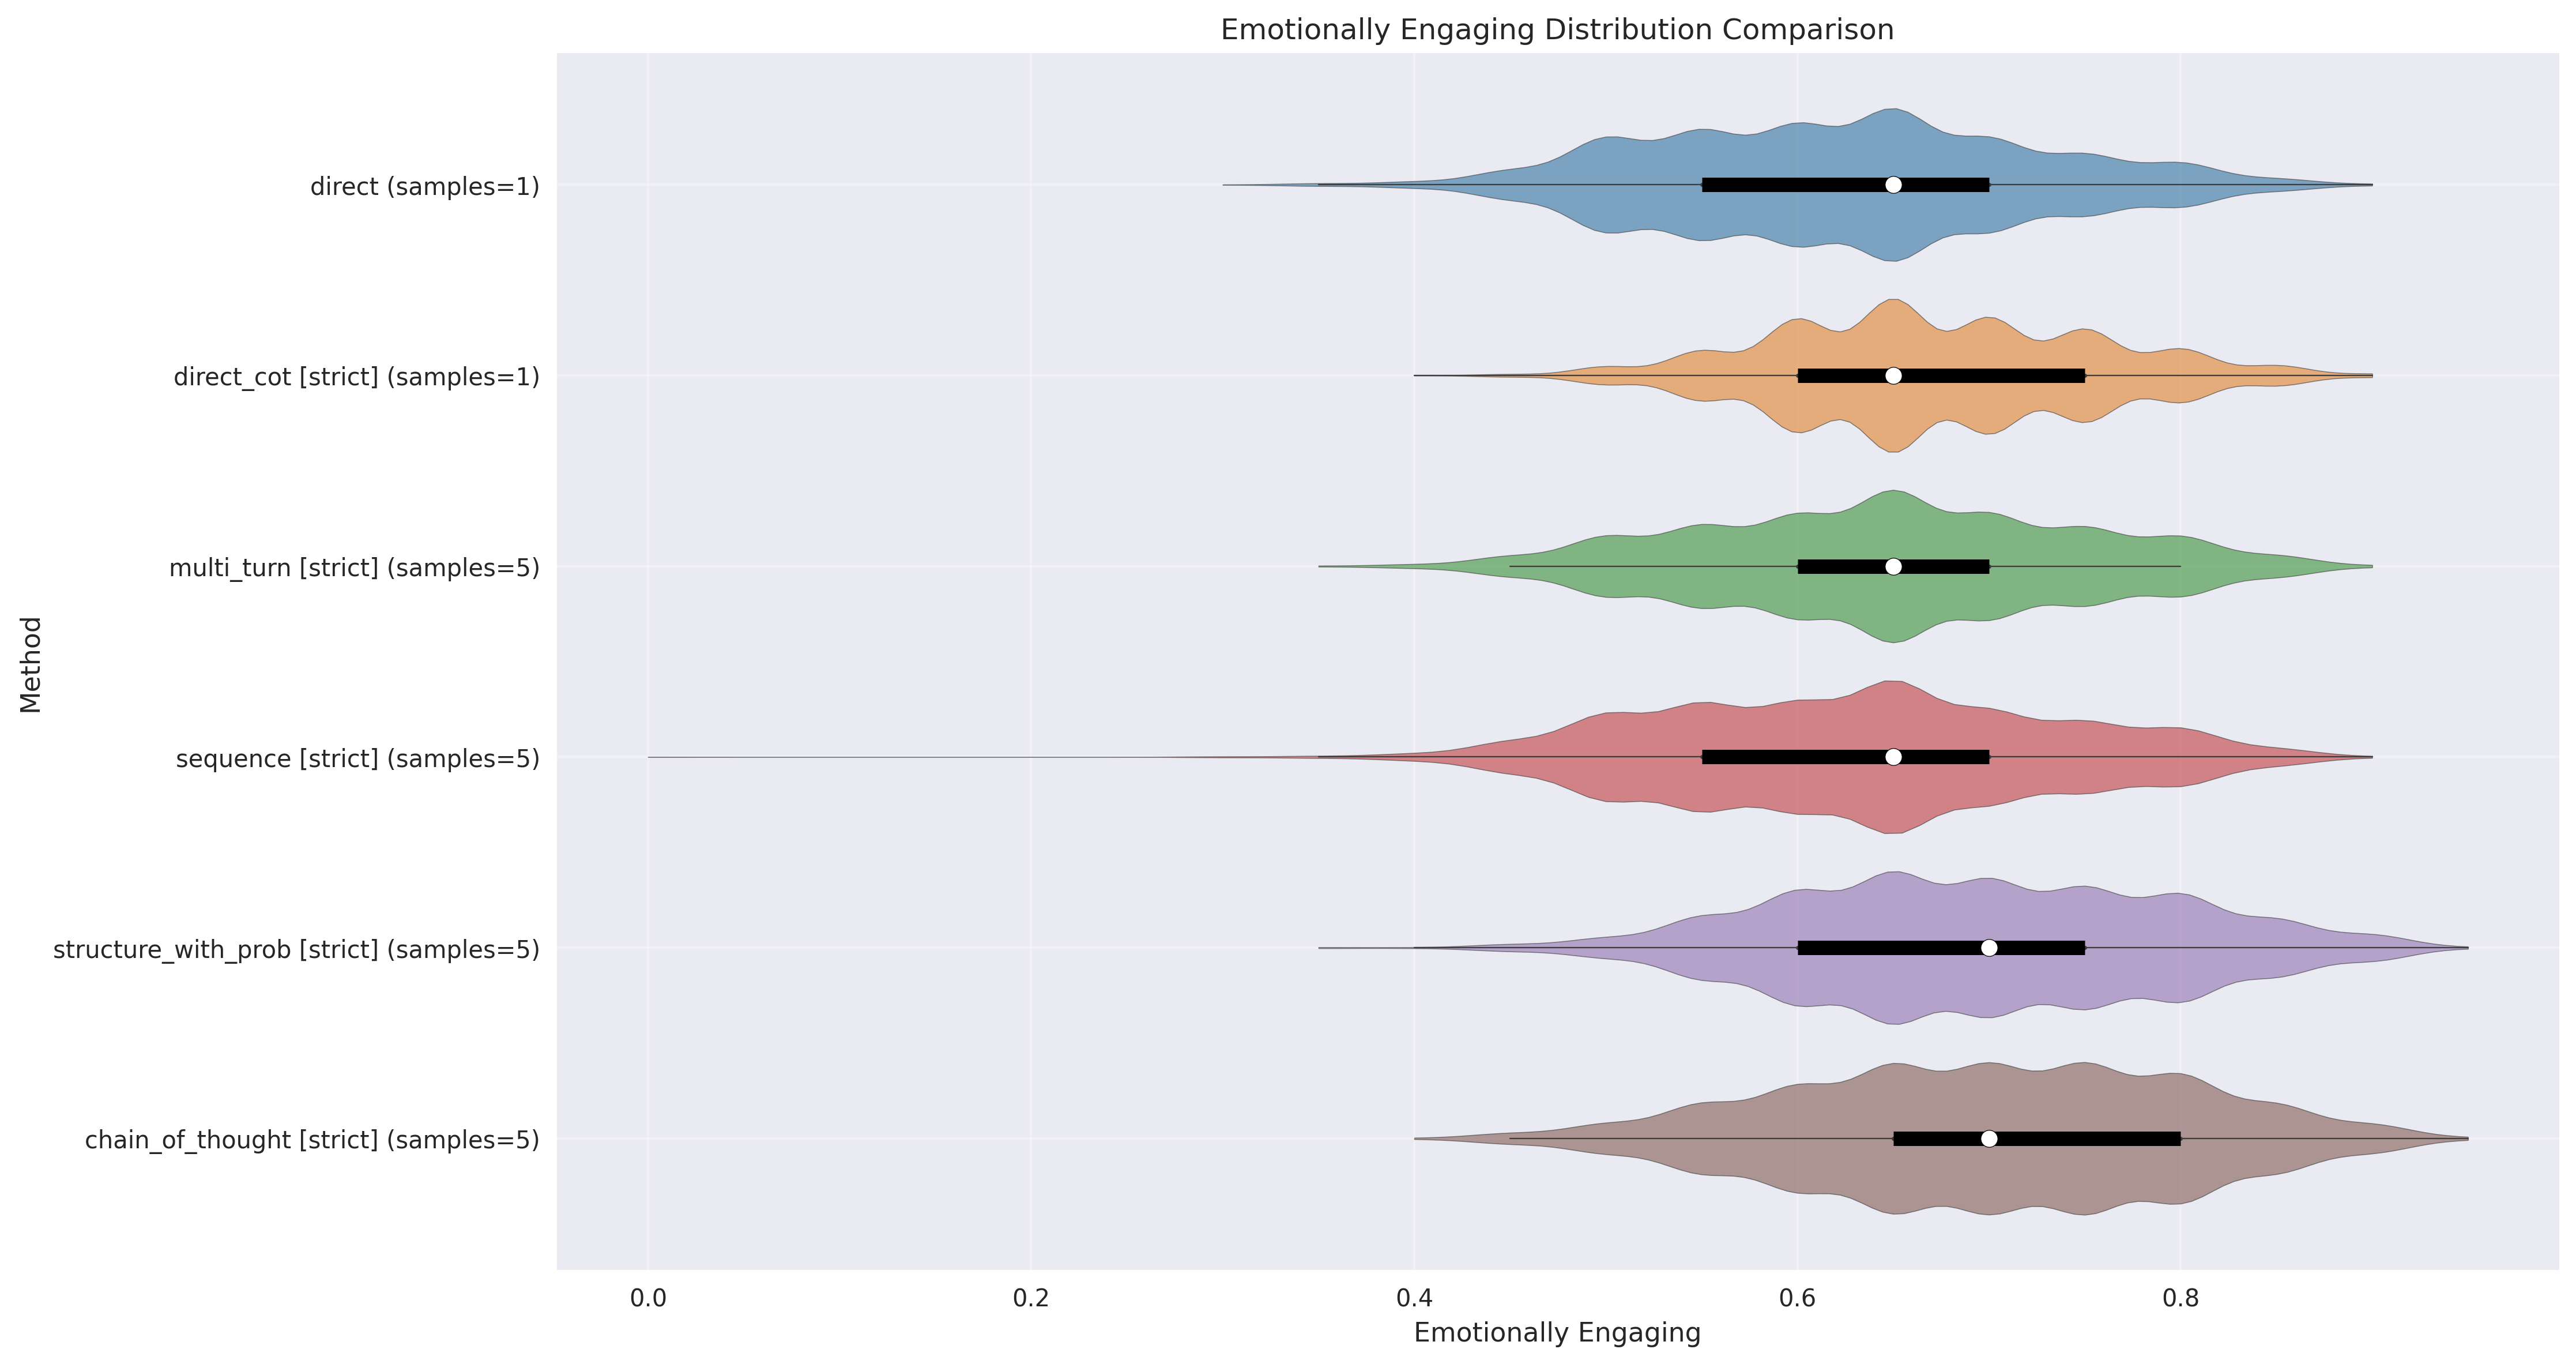 Emotionally Engaging Distribution Comparison
Method
direct (samples=1)
direct_cot [strict] (samples=1)
multi_turn [strict] (samples=5)
sequence [strict] (samples=5)
structure_with_prob [strict] (samples=5)
chain_of_thought [strict] (samples=5)
0.0 0.2 0.4 0.6 0.8
Emotionally Engaging